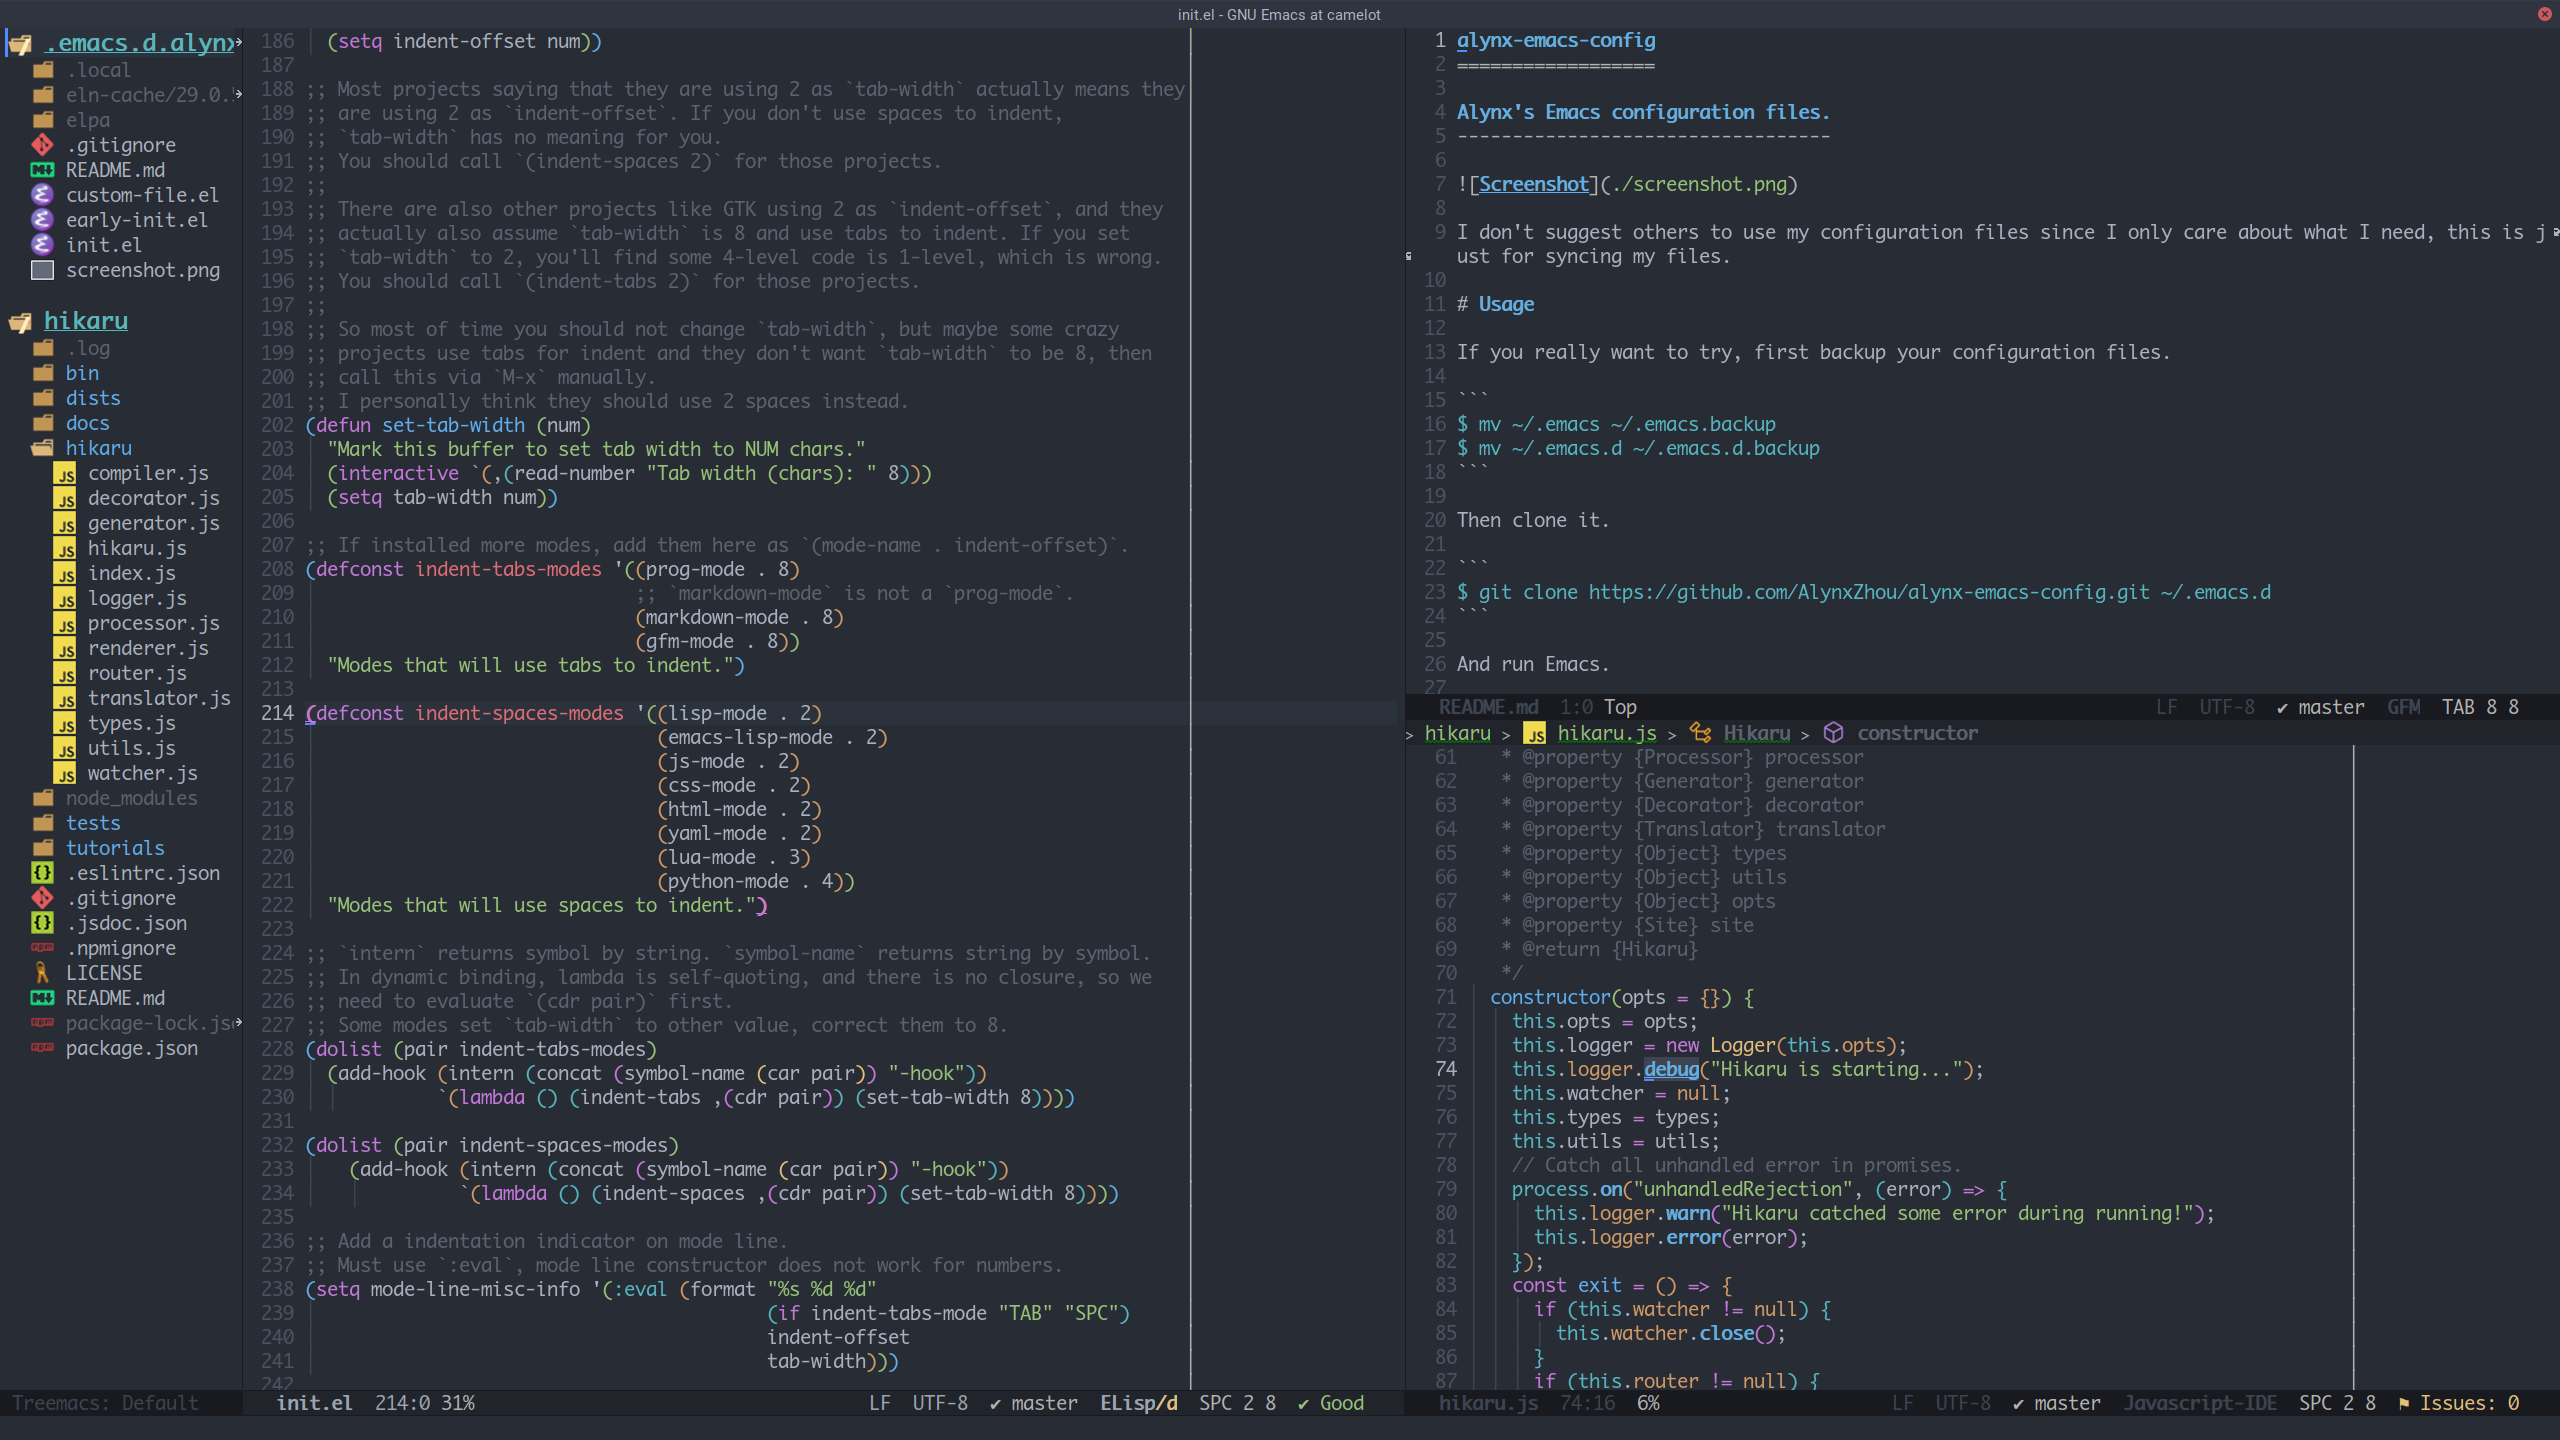 init.el - GNU Emacs at camelot
.emacs.d.alynx
.local
eln-cache/29.0.
elpa
.gitignore
README.md
custom-file.el
early-init.el
init.el
screenshot.png
hikaru
.log
bin
dists
docs
hikaru
compiler.js
decorator.js
generator.js
hikaru.js
index.js
logger.js
processor.js
renderer.js
router.js
translator.js
types.js
utils.js
watcher.js
node_modules
tests
tutorials
.eslintrc.json
.gitignore
.jsdoc.json
.npmignore
LICENSE
README.md
package-lock.js
package.json
Treemacs: Default
186   (setq indent-offset num))
187
188 ;; Most projects saying that they are using 2 as `tab-width` actually means they
189 ;; are using 2 as `indent-offset`. If you don't use spaces to indent,
190 ;; `tab-width` has no meaning for you.
191 ;; You should call `(indent-spaces 2)` for those projects.
192 ;;
193 ;; There are also other projects like GTK using 2 as `indent-offset`, and they
194 ;; actually also assume `tab-width` is 8 and use tabs to indent. If you set
195 ;; `tab-width` to 2, you'll find some 4-level code is 1-level, which is wrong.
196 ;; You should call `(indent-tabs 2)` for those projects.
197 ;;
198 ;; So most of time you should not change `tab-width`, but maybe some crazy
199 ;; projects use tabs for indent and they don't want `tab-width` to be 8, then
200 ;; call this via `M-x` manually.
201 ;; I personally think they should use 2 spaces instead.
202 (defun set-tab-width (num)
203   "Mark this buffer to set tab width to NUM chars."
204   (interactive `(,(read-number "Tab width (chars): " 8)))
205   (setq tab-width num))
206
207 ;; If installed more modes, add them here as `(mode-name . indent-offset)`.
208 (defconst indent-tabs-modes '((prog-mode . 8)
209                               ;; `markdown-mode` is not a `prog-mode`.
210                               (markdown-mode . 8)
211                               (gfm-mode . 8))
212   "Modes that will use tabs to indent.")
213
214 (defconst indent-spaces-modes '((lisp-mode . 2)
215                                 (emacs-lisp-mode . 2)
216                                 (js-mode . 2)
217                                 (css-mode . 2)
218                                 (html-mode . 2)
219                                 (yaml-mode . 2)
220                                 (lua-mode . 3)
221                                 (python-mode . 4))
222   "Modes that will use spaces to indent.")
223
224 ;; `intern` returns symbol by string. `symbol-name` returns string by symbol.
225 ;; In dynamic binding, lambda is self-quoting, and there is no closure, so we
226 ;; need to evaluate `(cdr pair)` first.
227 ;; Some modes set `tab-width` to other value, correct them to 8.
228 (dolist (pair indent-tabs-modes)
229   (add-hook (intern (concat (symbol-name (car pair)) "-hook"))
230             `(lambda () (indent-tabs ,(cdr pair)) (set-tab-width 8))))
231
232 (dolist (pair indent-spaces-modes)
233     (add-hook (intern (concat (symbol-name (car pair)) "-hook"))
234               `(lambda () (indent-spaces ,(cdr pair)) (set-tab-width 8))))
235
236 ;; Add a indentation indicator on mode line.
237 ;; Must use `:eval`, mode line constructor does not work for numbers.
238 (setq mode-line-misc-info '(:eval (format "%s %d %d"
239                                           (if indent-tabs-mode "TAB" "SPC")
240                                           indent-offset
241                                           tab-width)))
242
init.el 214:0 31% LF UTF-8 ✔ master ELisp/d SPC 2 8 ✔ Good
1 alynx-emacs-config
2 ==================
3
4 Alynx's Emacs configuration files.
5 ----------------------------------
6
7 ![Screenshot](./screenshot.png)
8
9 I don't suggest others to use my configuration files since I only care about what I need, this is j
ust for syncing my files.
10
11 # Usage
12
13 If you really want to try, first backup your configuration files.
14
15 ```
16 $ mv ~/.emacs ~/.emacs.backup
17 $ mv ~/.emacs.d ~/.emacs.d.backup
18 ```
19
20 Then clone it.
21
22 ```
23 $ git clone https://github.com/AlynxZhou/alynx-emacs-config.git ~/.emacs.d
24 ```
25
26 And run Emacs.
27
README.md 1:0 Top LF UTF-8 ✔ master GFM TAB 8 8
> hikaru > JS hikaru.js > Hikaru > constructor
61    * @property {Processor} processor
62    * @property {Generator} generator
63    * @property {Decorator} decorator
64    * @property {Translator} translator
65    * @property {Object} types
66    * @property {Object} utils
67    * @property {Object} opts
68    * @property {Site} site
69    * @return {Hikaru}
70    */
71   constructor(opts = {}) {
72     this.opts = opts;
73     this.logger = new Logger(this.opts);
74     this.logger.debug("Hikaru is starting...");
75     this.watcher = null;
76     this.types = types;
77     this.utils = utils;
78     // Catch all unhandled error in promises.
79     process.on("unhandledRejection", (error) => {
80       this.logger.warn("Hikaru catched some error during running!");
81       this.logger.error(error);
82     });
83     const exit = () => {
84       if (this.watcher != null) {
85         this.watcher.close();
86       }
87       if (this.router != null) {
hikaru.js 74:16 6% LF UTF-8 ✔ master Javascript-IDE SPC 2 8 ⚑ Issues: 0